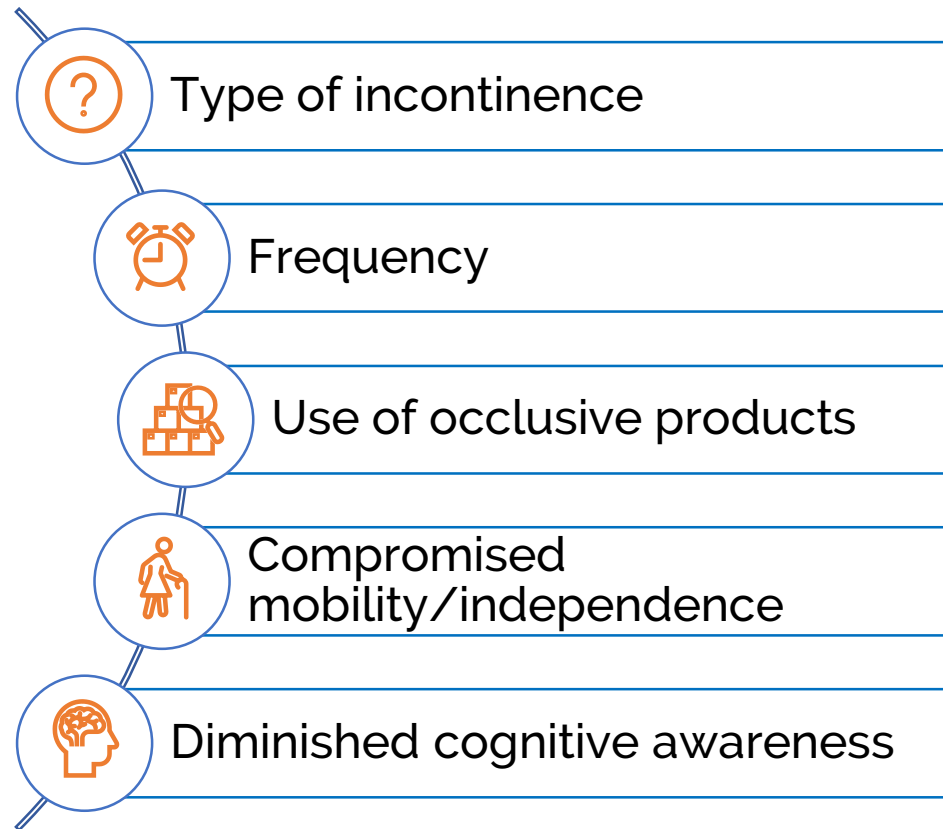 Type of incontinence
Frequency
Use of occlusive products
Compromised
mobility/independence
Diminished cognitive awareness